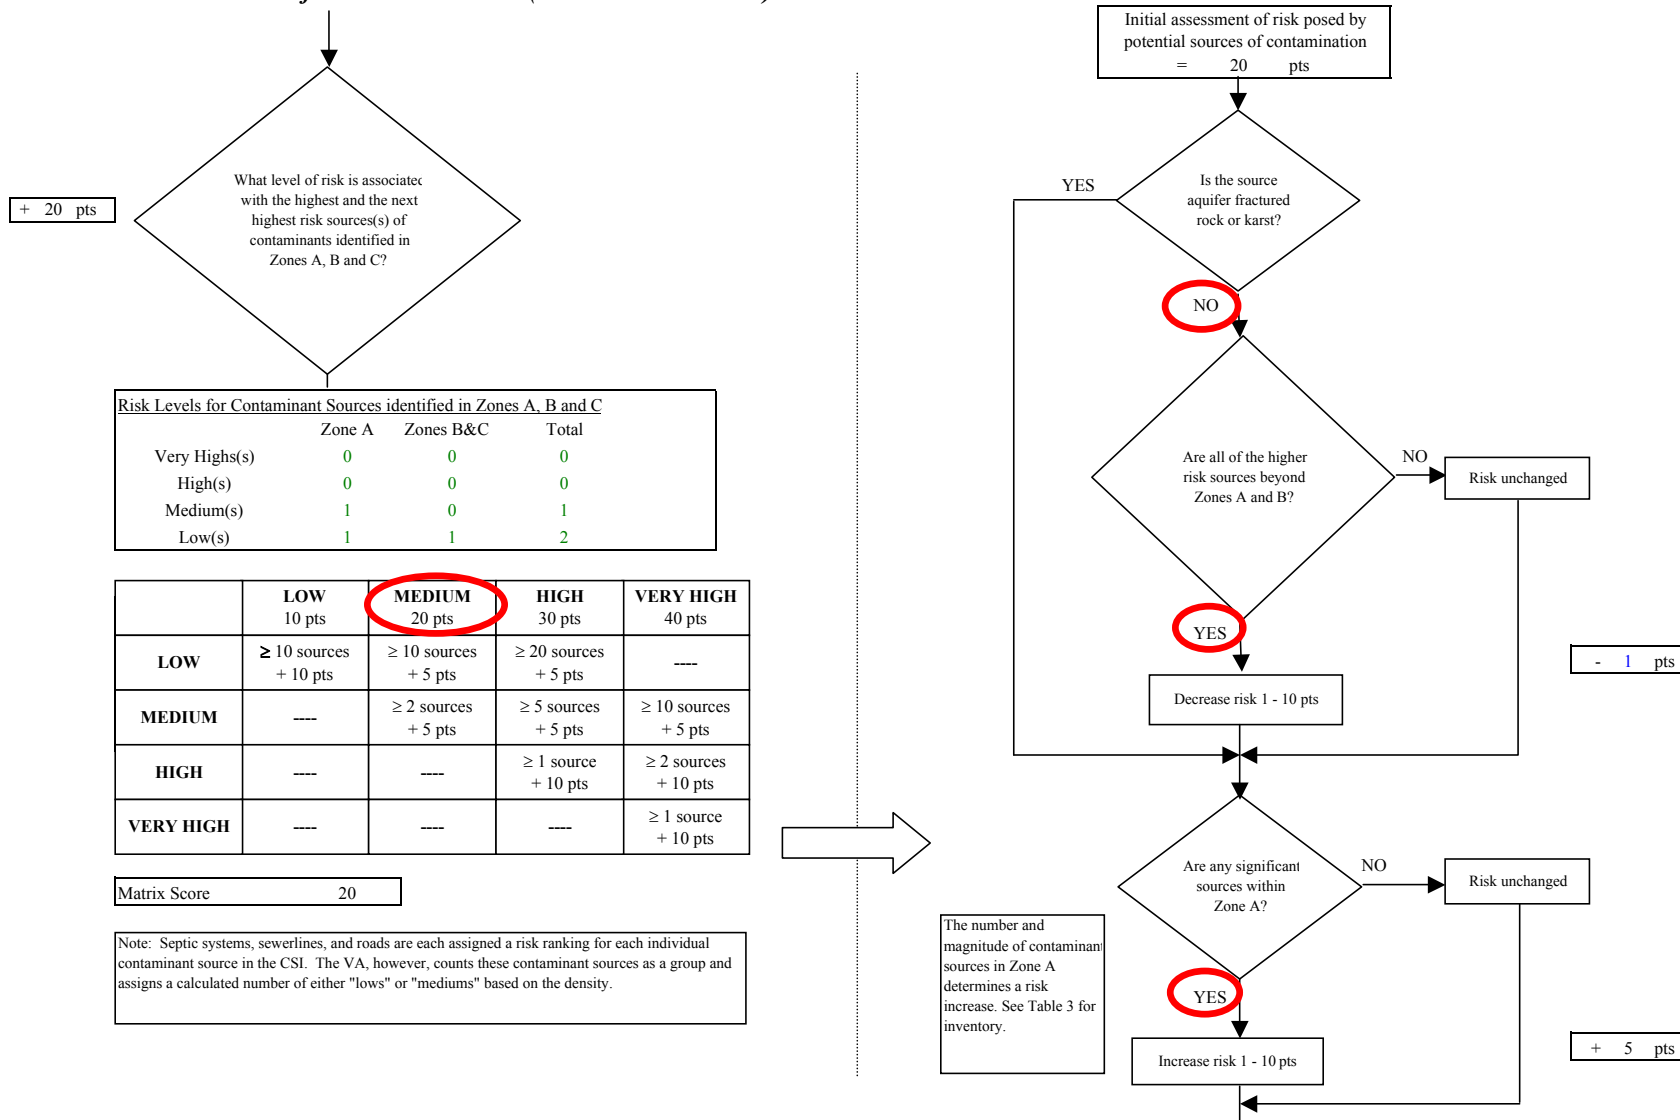 Initial assessment of risk posed by
potential sources of contamination
= 20 pts
What level of risk is associated
with the highest and the next
highest risk sources(s) of
contaminants identified in
Zones A, B and C?
+ 20 pts
Risk Levels for Contaminant Sources identified in Zones A, B and C
Zone A Zones B&C Total
Very Highs(s) 0 0 0
High(s) 0 0 0
Medium(s) 1 0 1
Low(s) 1 1 2
LOW MEDIUM HIGH VERY HIGH
10 pts 20 pts 30 pts 40 pts
LOW ≥ 10 sources ≥ 10 sources ≥ 20 sources ----
+ 10 pts + 5 pts + 5 pts
MEDIUM ---- ≥ 2 sources ≥ 5 sources ≥ 10 sources
+ 5 pts + 5 pts + 5 pts
HIGH ---- ---- ≥ 1 source ≥ 2 sources
+ 10 pts + 10 pts
VERY HIGH ---- ---- ---- ≥ 1 source
+ 10 pts
Matrix Score 20
Note: Septic systems, sewerlines, and roads are each assigned a risk ranking for each individual
contaminant source in the CSI. The VA, however, counts these contaminant sources as a group and
assigns a calculated number of either "lows" or "mediums" based on the density.
Is the source
aquifer fractured
rock or karst?
YES
NO
Are all of the higher
risk sources beyond
Zones A and B?
NO
Risk unchanged
YES
- 1 pts
Decrease risk 1 - 10 pts
Are any significant
sources within
Zone A?
NO
Risk unchanged
The number and
magnitude of contaminant
sources in Zone A
determines a risk
increase. See Table 3 for
inventory.
YES
+ 5 pts
Increase risk 1 - 10 pts